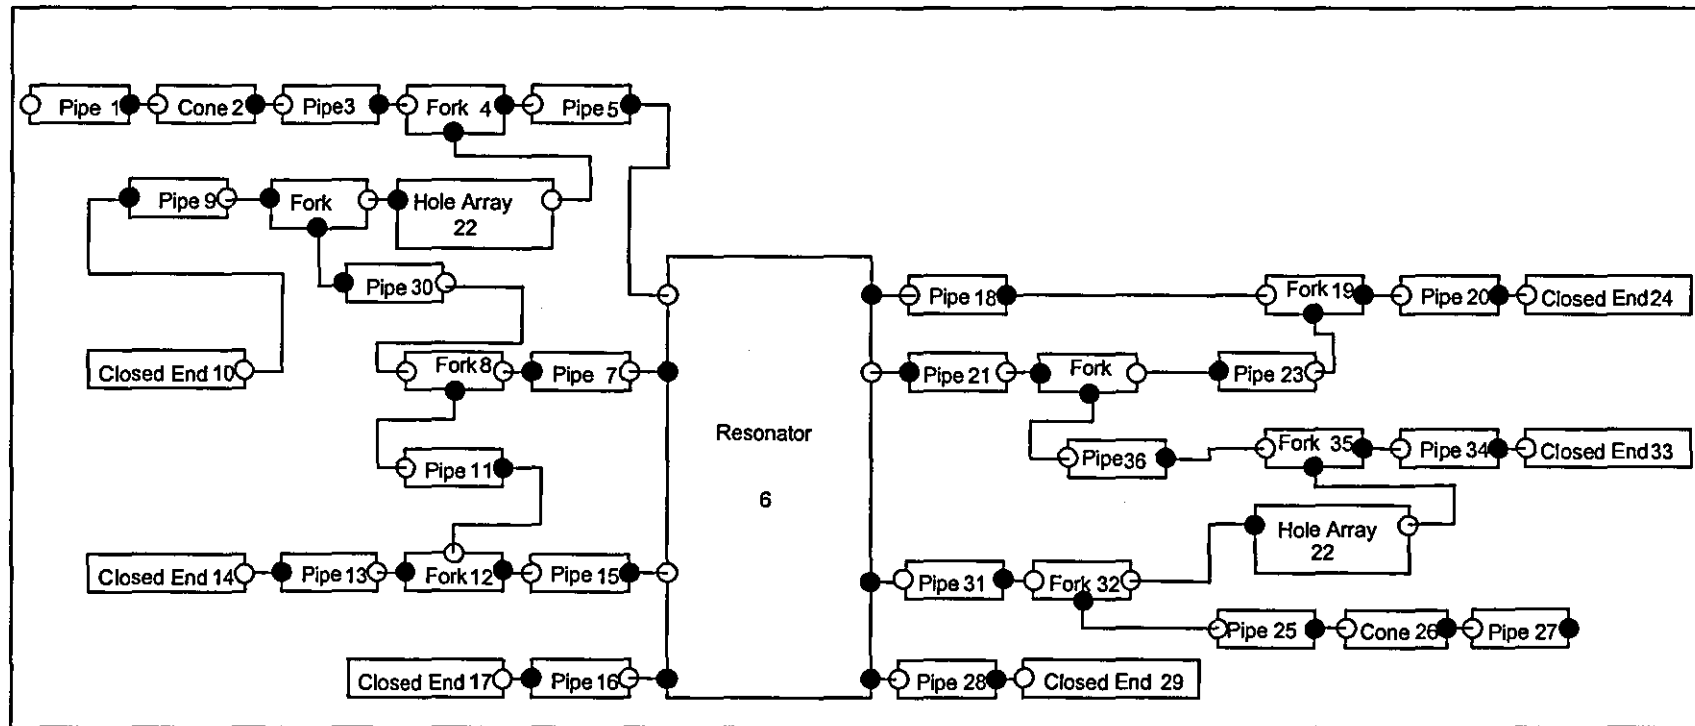 Pipe 1
Cone 2
Pipe3
Fork 4
Pipe 5
Pipe 9
Fork
Hole Array
22
Pipe 30
Closed End 10
Fork 8
Pipe 7
Pipe 11
Closed End 14
Pipe 13
Fork 12
Pipe 15
Closed End 17
Pipe 16
Resonator
6
Pipe 18
Fork 19
Pipe 20
Closed End 24
Pipe 21
Fork
Pipe 23
Pipe 36
Fork 35
Pipe 34
Closed End 33
Hole Array
22
Pipe 31
Fork 32
Pipe 25
Cone 26
Pipe 27
Pipe 28
Closed End 29